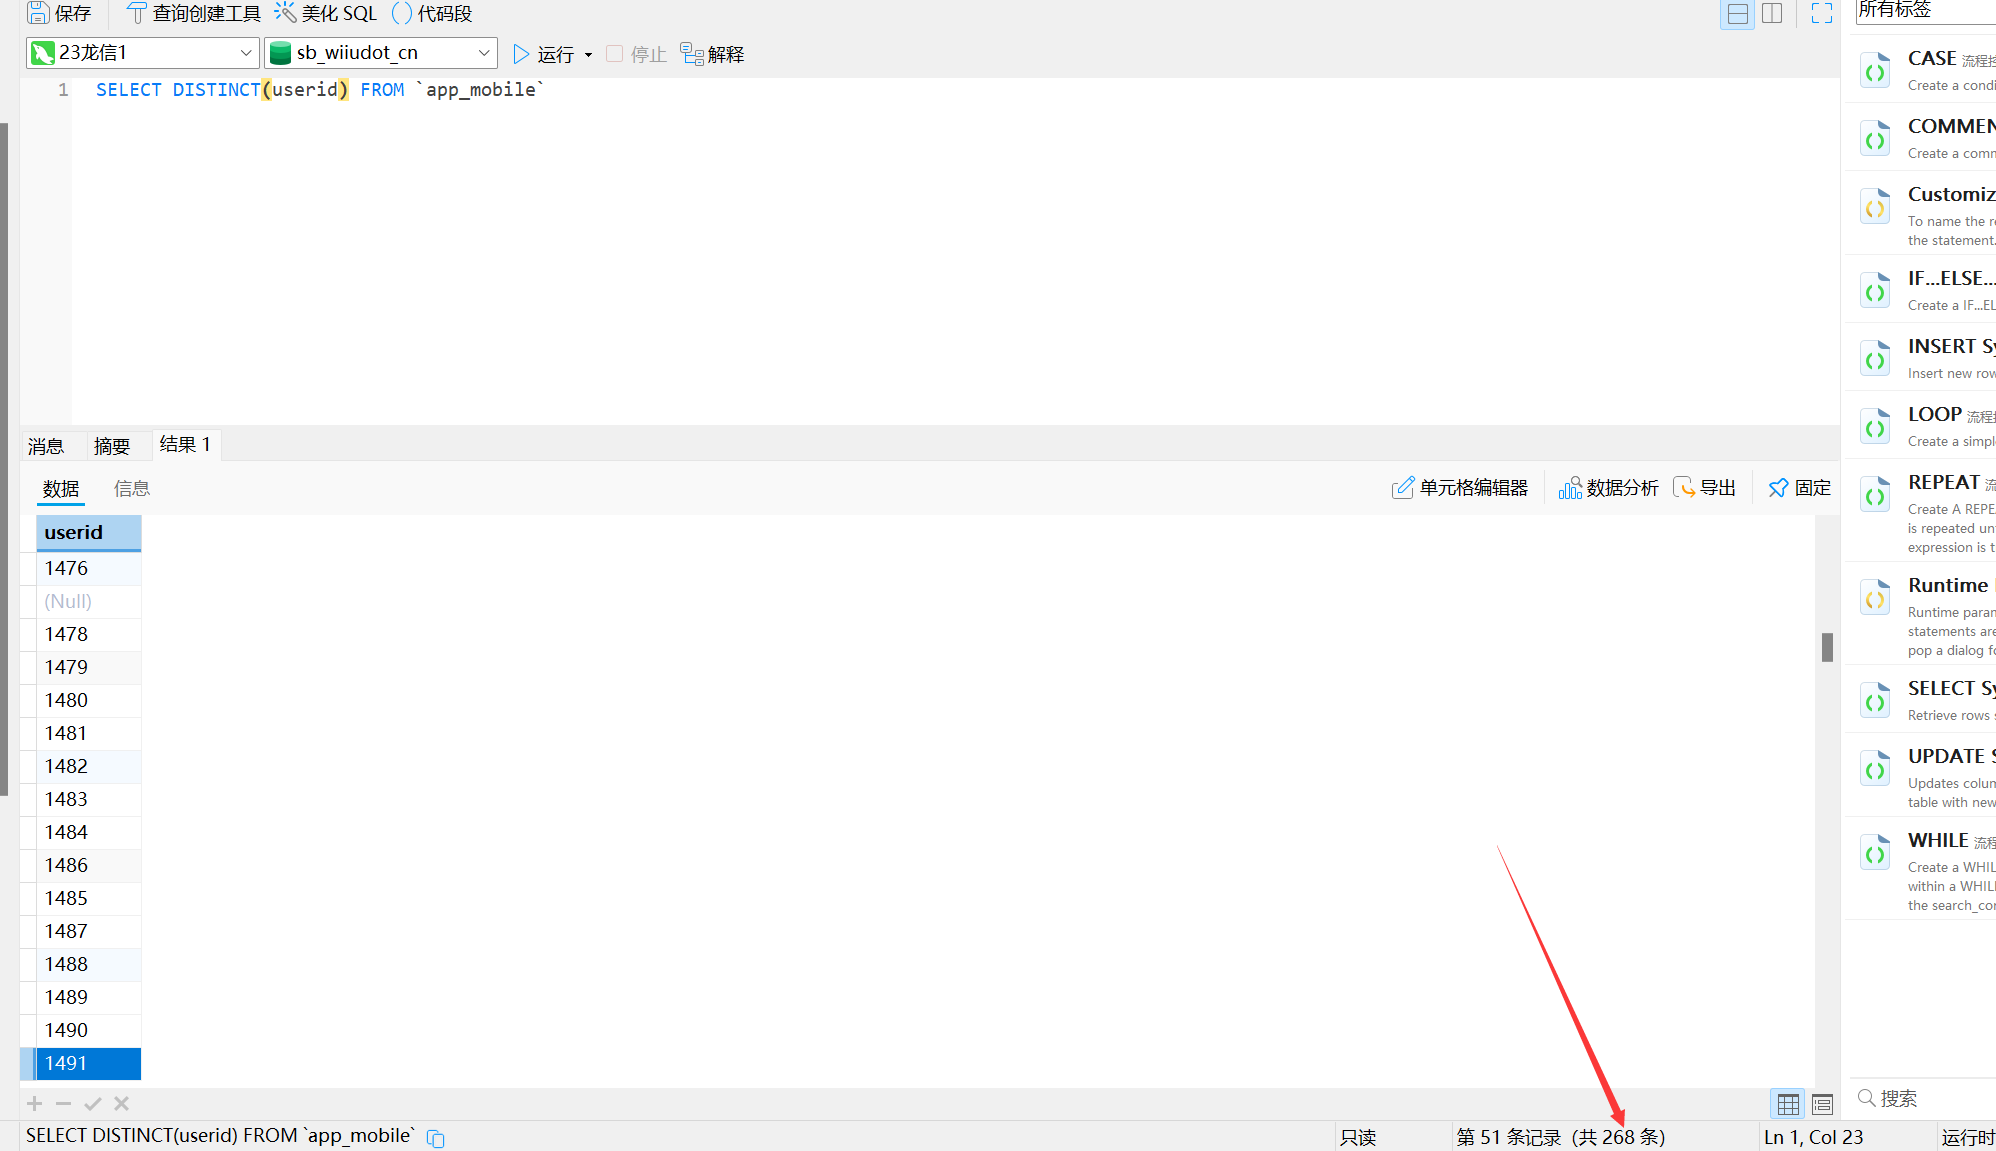 保存 查询创建工具 美化 SQL () 代码段
所有标签
23龙信1 sb_wiiudot_cn 运行 停止 解释
1 SELECT DISTINCT(userid) FROM `app_mobile`
消息 摘要 结果 1
数据 信息
单元格编辑器 数据分析 导出 固定
userid
1476
(Null)
1478
1479
1480
1481
1482
1483
1484
1486
1485
1487
1488
1489
1490
1491
SELECT DISTINCT(userid) FROM `app_mobile`
只读
第 51 条记录 (共 268 条)
Ln 1, Col 23
运行时
CASE 流程控
Create a condi
COMMEN
Create a comm
Customiz
To name the re
the statement.
IF...ELSE...
Create a IF...EL
INSERT Sy
Insert new row
LOOP 流程控
Create a simpl
REPEAT 流
Create A REPE
is repeated un
expression is t
Runtime
Runtime param
statements are
pop a dialog fo
SELECT Sy
Retrieve rows s
UPDATE S
Updates colum
table with new
WHILE 流程
Create a WHIL
within a WHIL
the search_con
搜索